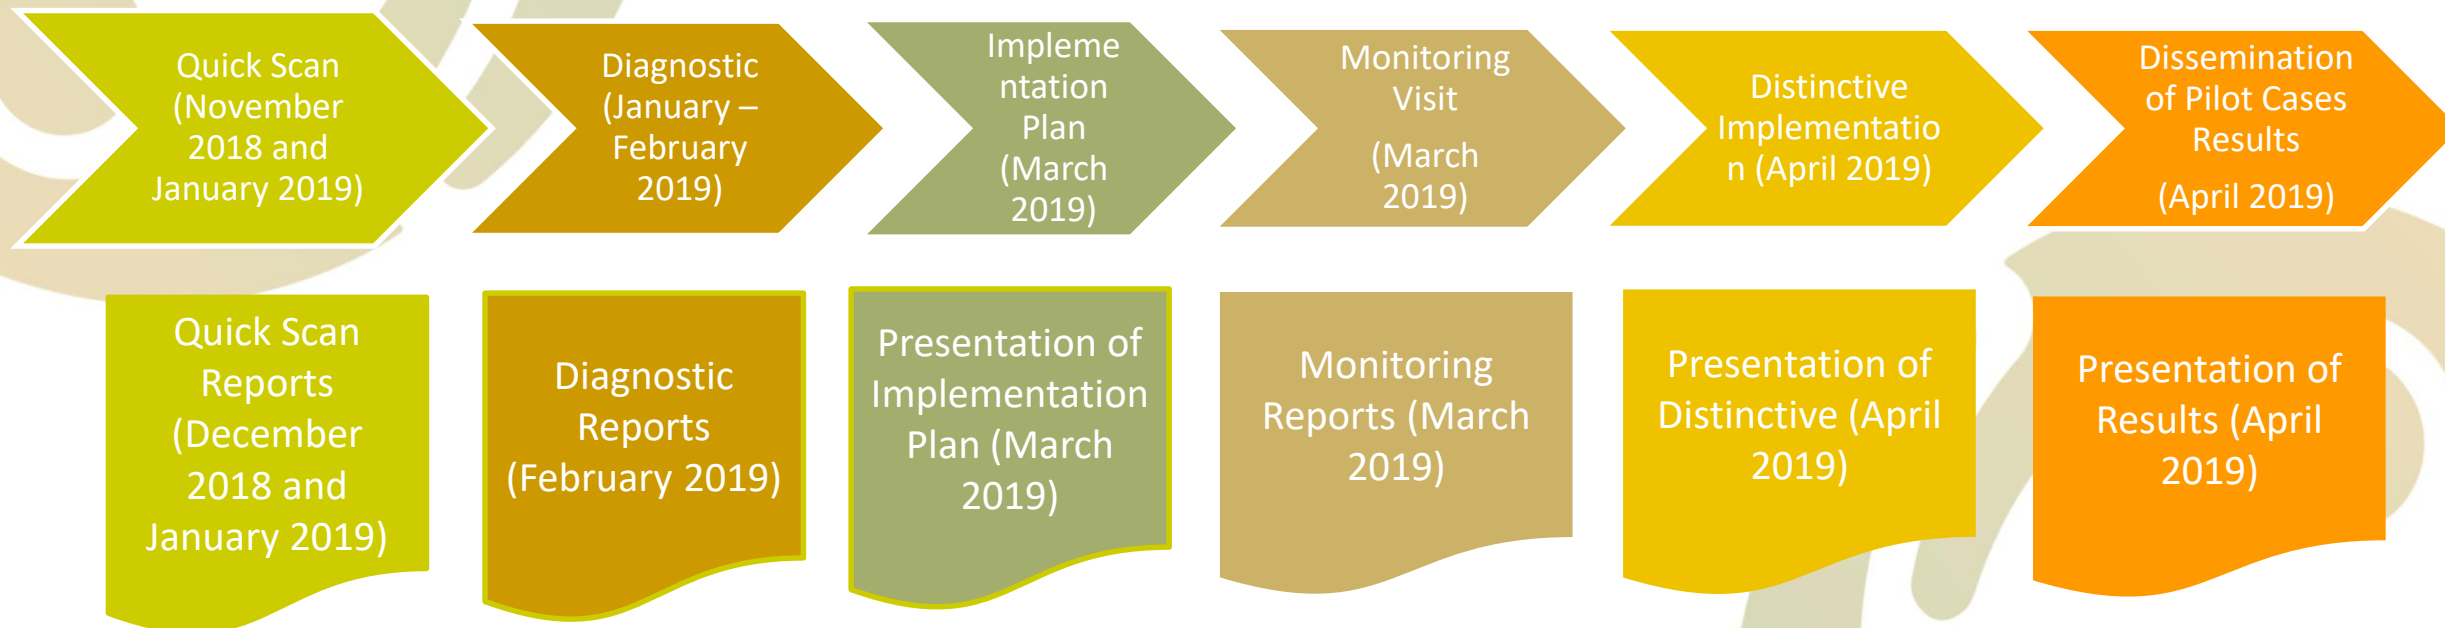 Quick Scan
(November
2018 and
January 2019)
Diagnostic
(January –
February
2019)
Impleme
ntation
Plan
(March
2019)
Monitoring
Visit
(March
2019)
Distinctive
Implementatio
n (April 2019)
Dissemination
of Pilot Cases
Results
(April 2019)
Quick Scan
Reports
(December
2018 and
January 2019)
Diagnostic
Reports
(February 2019)
Presentation of
Implementation
Plan (March
2019)
Monitoring
Reports (March
2019)
Presentation of
Distinctive (April
2019)
Presentation of
Results (April
2019)